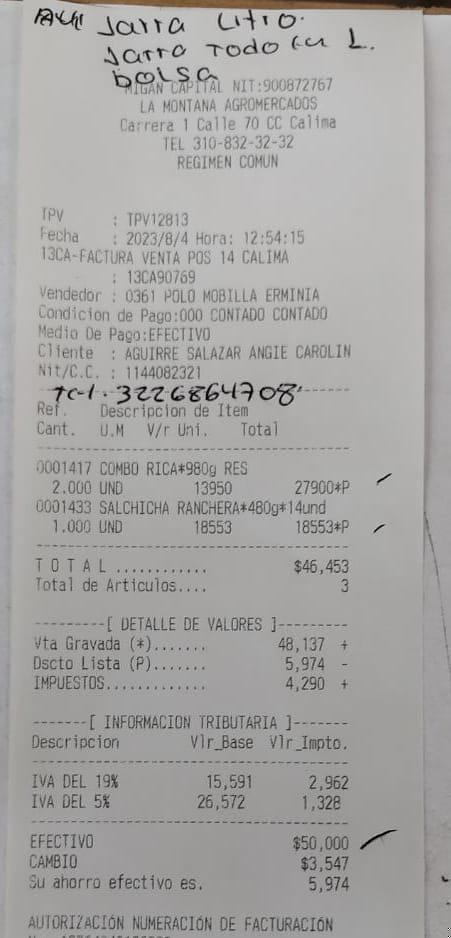 Jarra Litro.
Jarra Todo en L.
bolsa
MIGAN CAPITAL NIT:900872767
LA MONTANA AGROMERCADOS
Carrera 1 Calle 70 CC Calima
TEL 310-832-32-32
REGIMEN COMUN
TPV : TPV12813
Fecha : 2023/8/4 Hora: 12:54:15
13CA-FACTURA VENTA POS 14 CALIMA
: 13CA90769
Vendedor : 0361 POLO MOBILLA ERMINIA
Condicion de Pago:000 CONTADO CONTADO
Medio De Pago:EFECTIVO
Cliente : AGUIRRE SALAZAR ANGIE CAROLIN
Nit/C.C. : 1144082321
Tel. 3226864708
Ref. Descripcion de Item
Cant. U.M V/r Uni. Total
0001417 COMBO RICA*980g RES
2.000 UND 13950 27900*P
0001433 SALCHICHA RANCHERA*480g*14und
1.000 UND 18553 18553*P
T O T A L ............ $46,453
Total de Articulos.... 3
---------[ DETALLE DE VALORES ]---------
Vta Gravada (*)....... 48,137 +
Dscto Lista (P)....... 5,974 -
IMPUESTOS............. 4,290 +
-------[ INFORMACION TRIBUTARIA ]-------
Descripcion Vlr_Base Vlr_Impto.
IVA DEL 19% 15,591 2,962
IVA DEL 5% 26,572 1,328
EFECTIVO $50,000
CAMBIO $3,547
Su ahorro efectivo es. 5,974
AUTORIZACIÓN NUMERACIÓN DE FACTURACIÓN